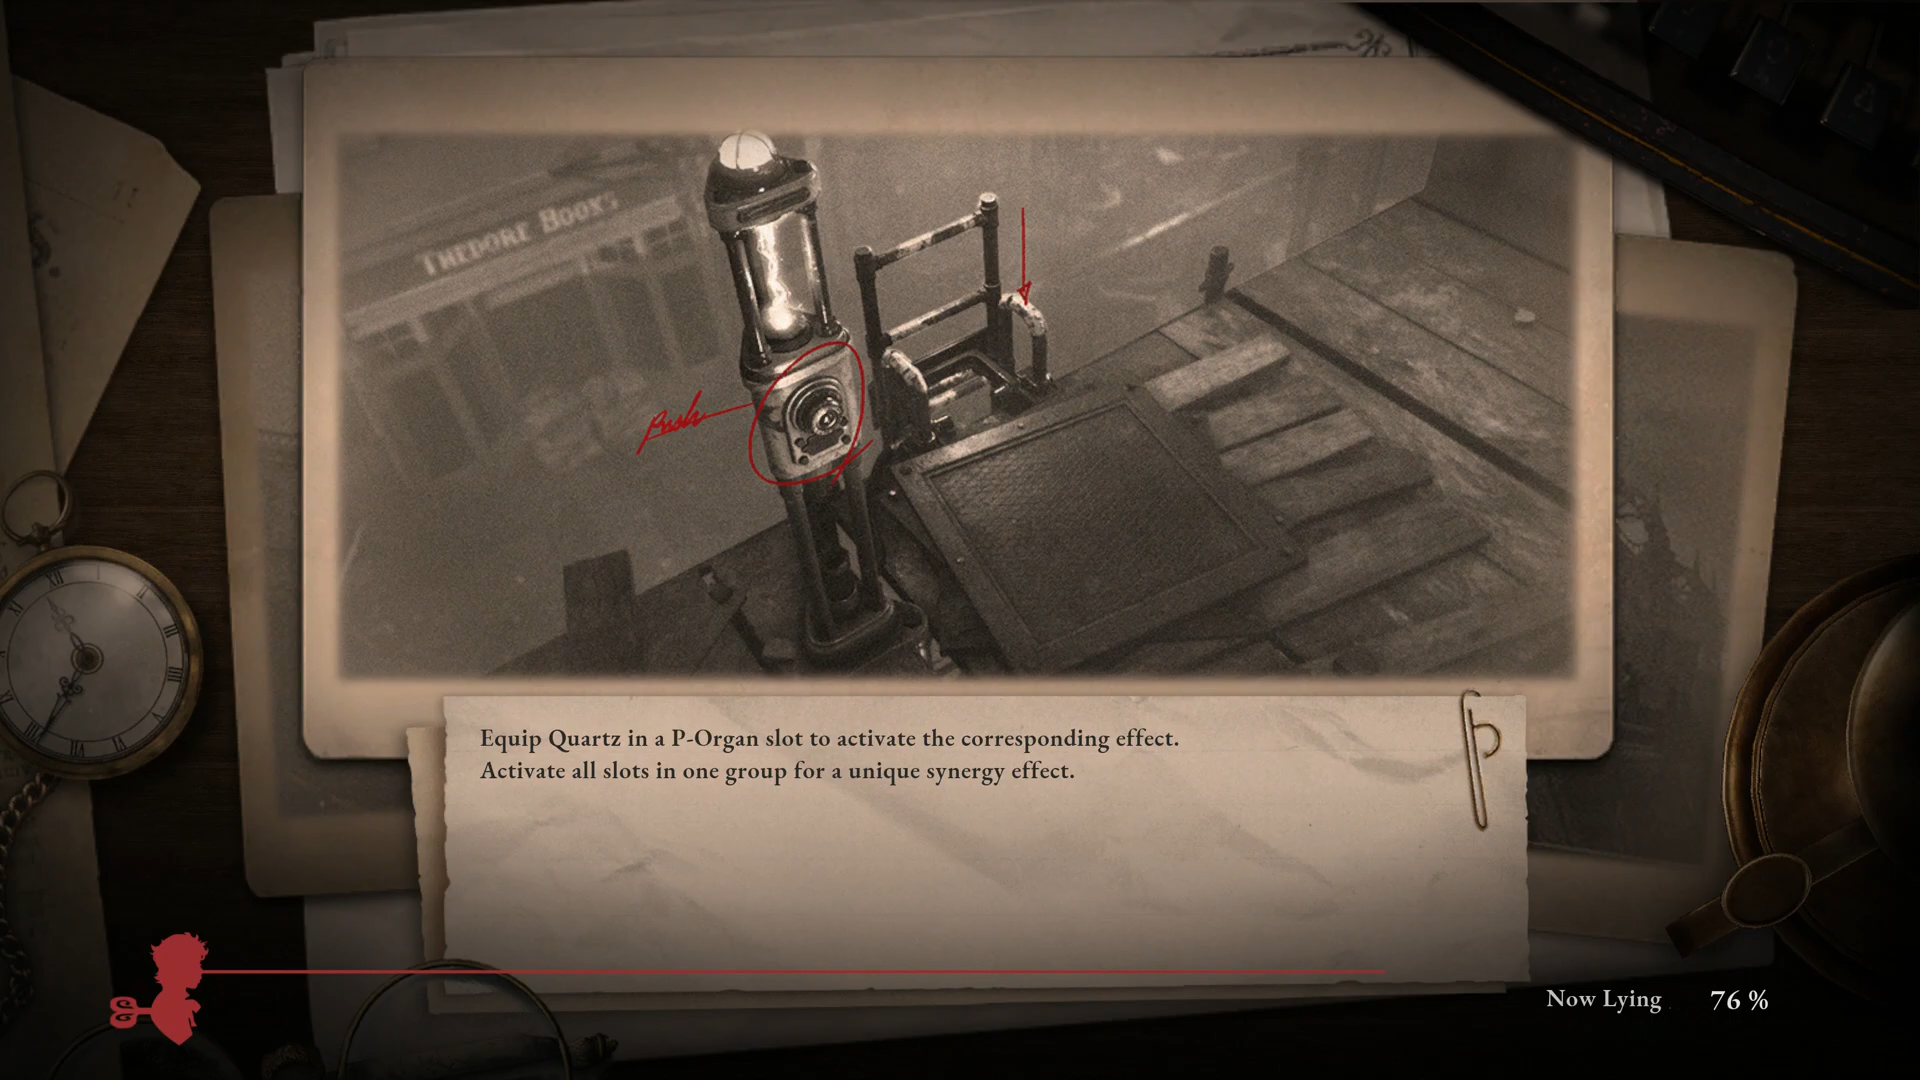 THEDORE BOOKS
Push
Equip Quartz in a P-Organ slot to activate the corresponding effect.
Activate all slots in one group for a unique synergy effect.
Now Lying 76 %